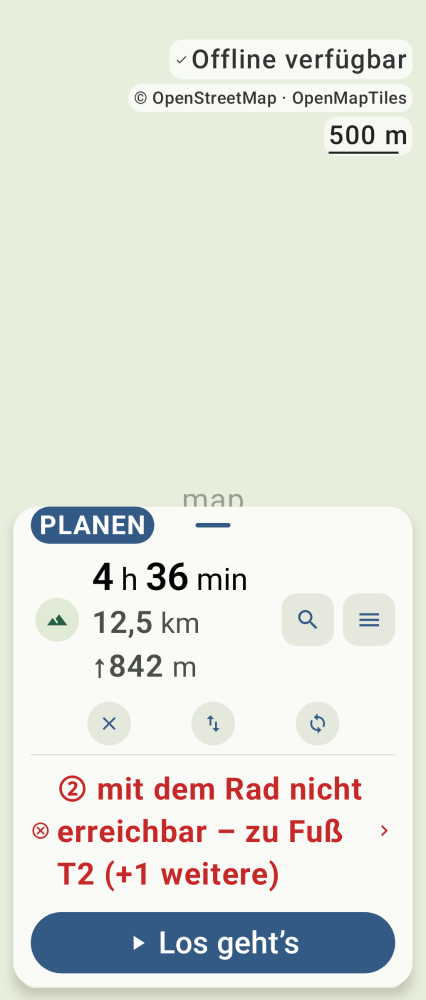 ✓ Offline verfügbar
© OpenStreetMap · OpenMapTiles
500 m
map
PLANEN
4 h 36 min
12,5 km
↑842 m
② mit dem Rad nicht
erreichbar – zu Fuß
T2 (+1 weitere)
Los geht’s